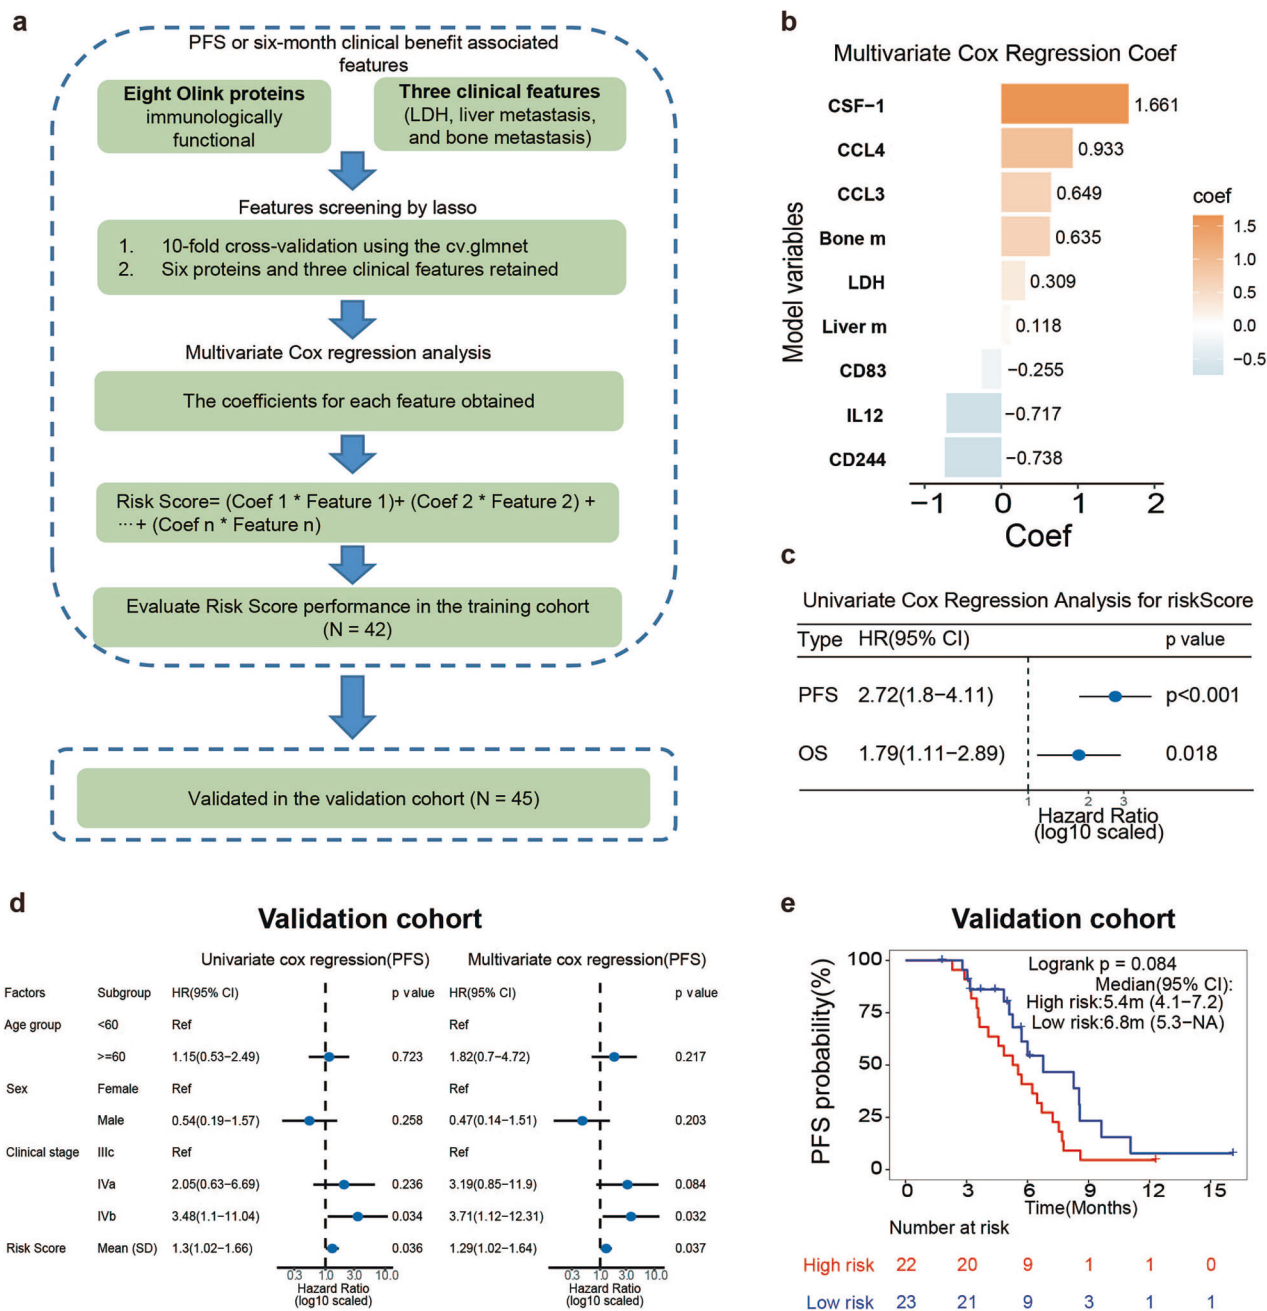 a
PFS or six-month clinical benefit associated
features
Eight Olink proteins
immunologically
functional
Three clinical features
(LDH, liver metastasis,
and bone metastasis)
Features screening by lasso
1. 10-fold cross-validation using the cv.glmnet
2. Six proteins and three clinical features retained
Multivariate Cox regression analysis
The coefficients for each feature obtained
Risk Score= (Coef 1 * Feature 1)+ (Coef 2 * Feature 2) +
···+ (Coef n * Feature n)
Evaluate Risk Score performance in the training cohort
(N = 42)
Validated in the validation cohort (N = 45)
b
Multivariate Cox Regression Coef
Model variables
CSF−1 1.661
CCL4 0.933
CCL3 0.649
Bone m 0.635
LDH 0.309
Liver m 0.118
CD83 −0.255
IL12 −0.717
CD244 −0.738
−1 0 1 2
Coef
coef
1.5
1.0
0.5
0.0
−0.5
c
Univariate Cox Regression Analysis for riskScore
Type HR(95% CI) p value
PFS 2.72(1.8−4.11) p<0.001
OS 1.79(1.11−2.89) 0.018
1 2 3
Hazard Ratio
(log10 scaled)
d
Validation cohort
Univariate cox regression(PFS) Multivariate cox regression(PFS)
Factors Subgroup HR(95% CI) p value HR(95% CI) p value
Age group <60 Ref Ref
>=60 1.15(0.53−2.49) 0.723 1.82(0.7−4.72) 0.217
Sex Female Ref Ref
Male 0.54(0.19−1.57) 0.258 0.47(0.14−1.51) 0.203
Clinical stage IIIc Ref Ref
IVa 2.05(0.63−6.69) 0.236 3.19(0.85−11.9) 0.084
IVb 3.48(1.1−11.04) 0.034 3.71(1.12−12.31) 0.032
Risk Score Mean (SD) 1.3(1.02−1.66) 0.036 1.29(1.02−1.64) 0.037
0.3 1.0 3.0 10.0 0.3 1.0 3.0 10.0
Hazard Ratio Hazard Ratio
(log10 scaled) (log10 scaled)
e
Validation cohort
PFS probability(%)
100
75
50
25
0
Logrank p = 0.084
Median(95% CI):
High risk:5.4m (4.1−7.2)
Low risk:6.8m (5.3−NA)
0 3 6 9 12 15
Time(Months)
Number at risk
High risk 22 20 9 1 1 0
Low risk 23 21 9 3 1 1